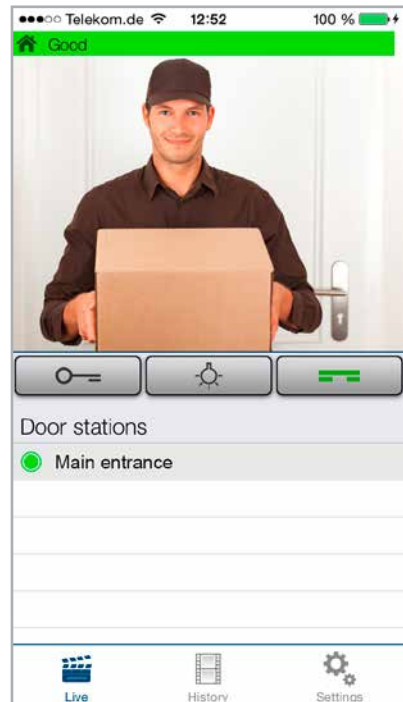 Telekom.de 12:52 100 %
Good
Door stations
Main entrance
Live History Settings